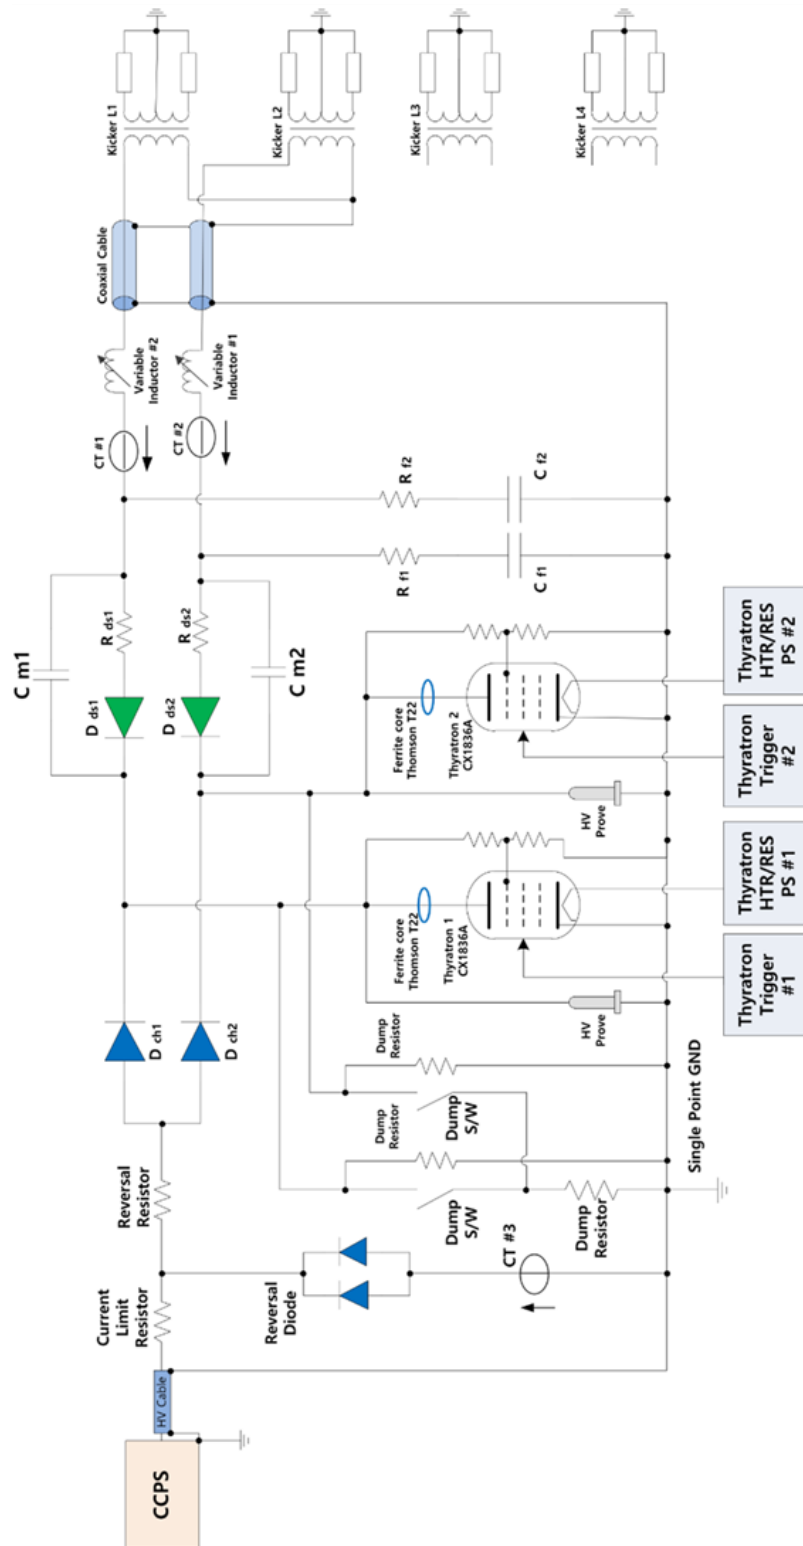 CCPS
HV Cable
Current
Limit
Resistor
Reversal
Resistor
Reversal
Diode
CT #3
Dump
Resistor
Dump
S/W
Dump
Resistor
Dump
S/W
Dump
Resistor
Single Point GND
D ch1
D ch2
HV
Prove
Ferrite core
Thomson T22
Thyratron 1
CX1836A
Thyratron
Trigger
#1
Thyratron
HTR/RES
PS #1
HV
Prove
Ferrite core
Thomson T22
Thyratron 2
CX1836A
Thyratron
Trigger
#2
Thyratron
HTR/RES
PS #2
C m1
D ds1
R ds1
D ds2
R ds2
C m2
R f1
C f1
R f2
C f2
CT #1
CT #2
Variable
Inductor #2
Variable
Inductor #1
Coaxial Cable
Kicker L1
Kicker L2
Kicker L3
Kicker L4